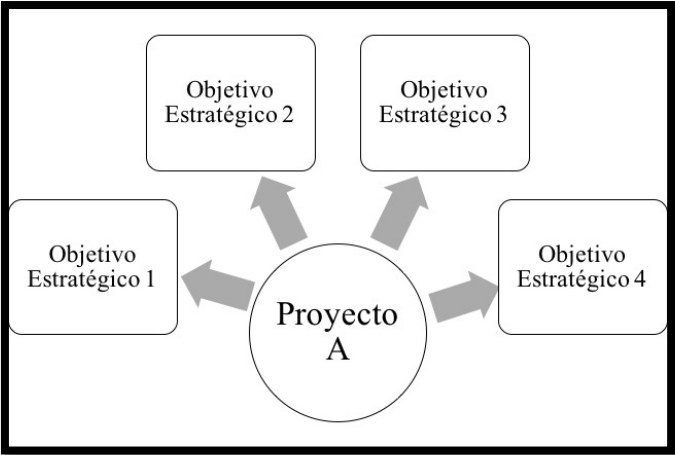 Objetivo
Estratégico 2
Objetivo
Estratégico 3
Objetivo
Estratégico 1
Objetivo
Estratégico 4
Proyecto
A